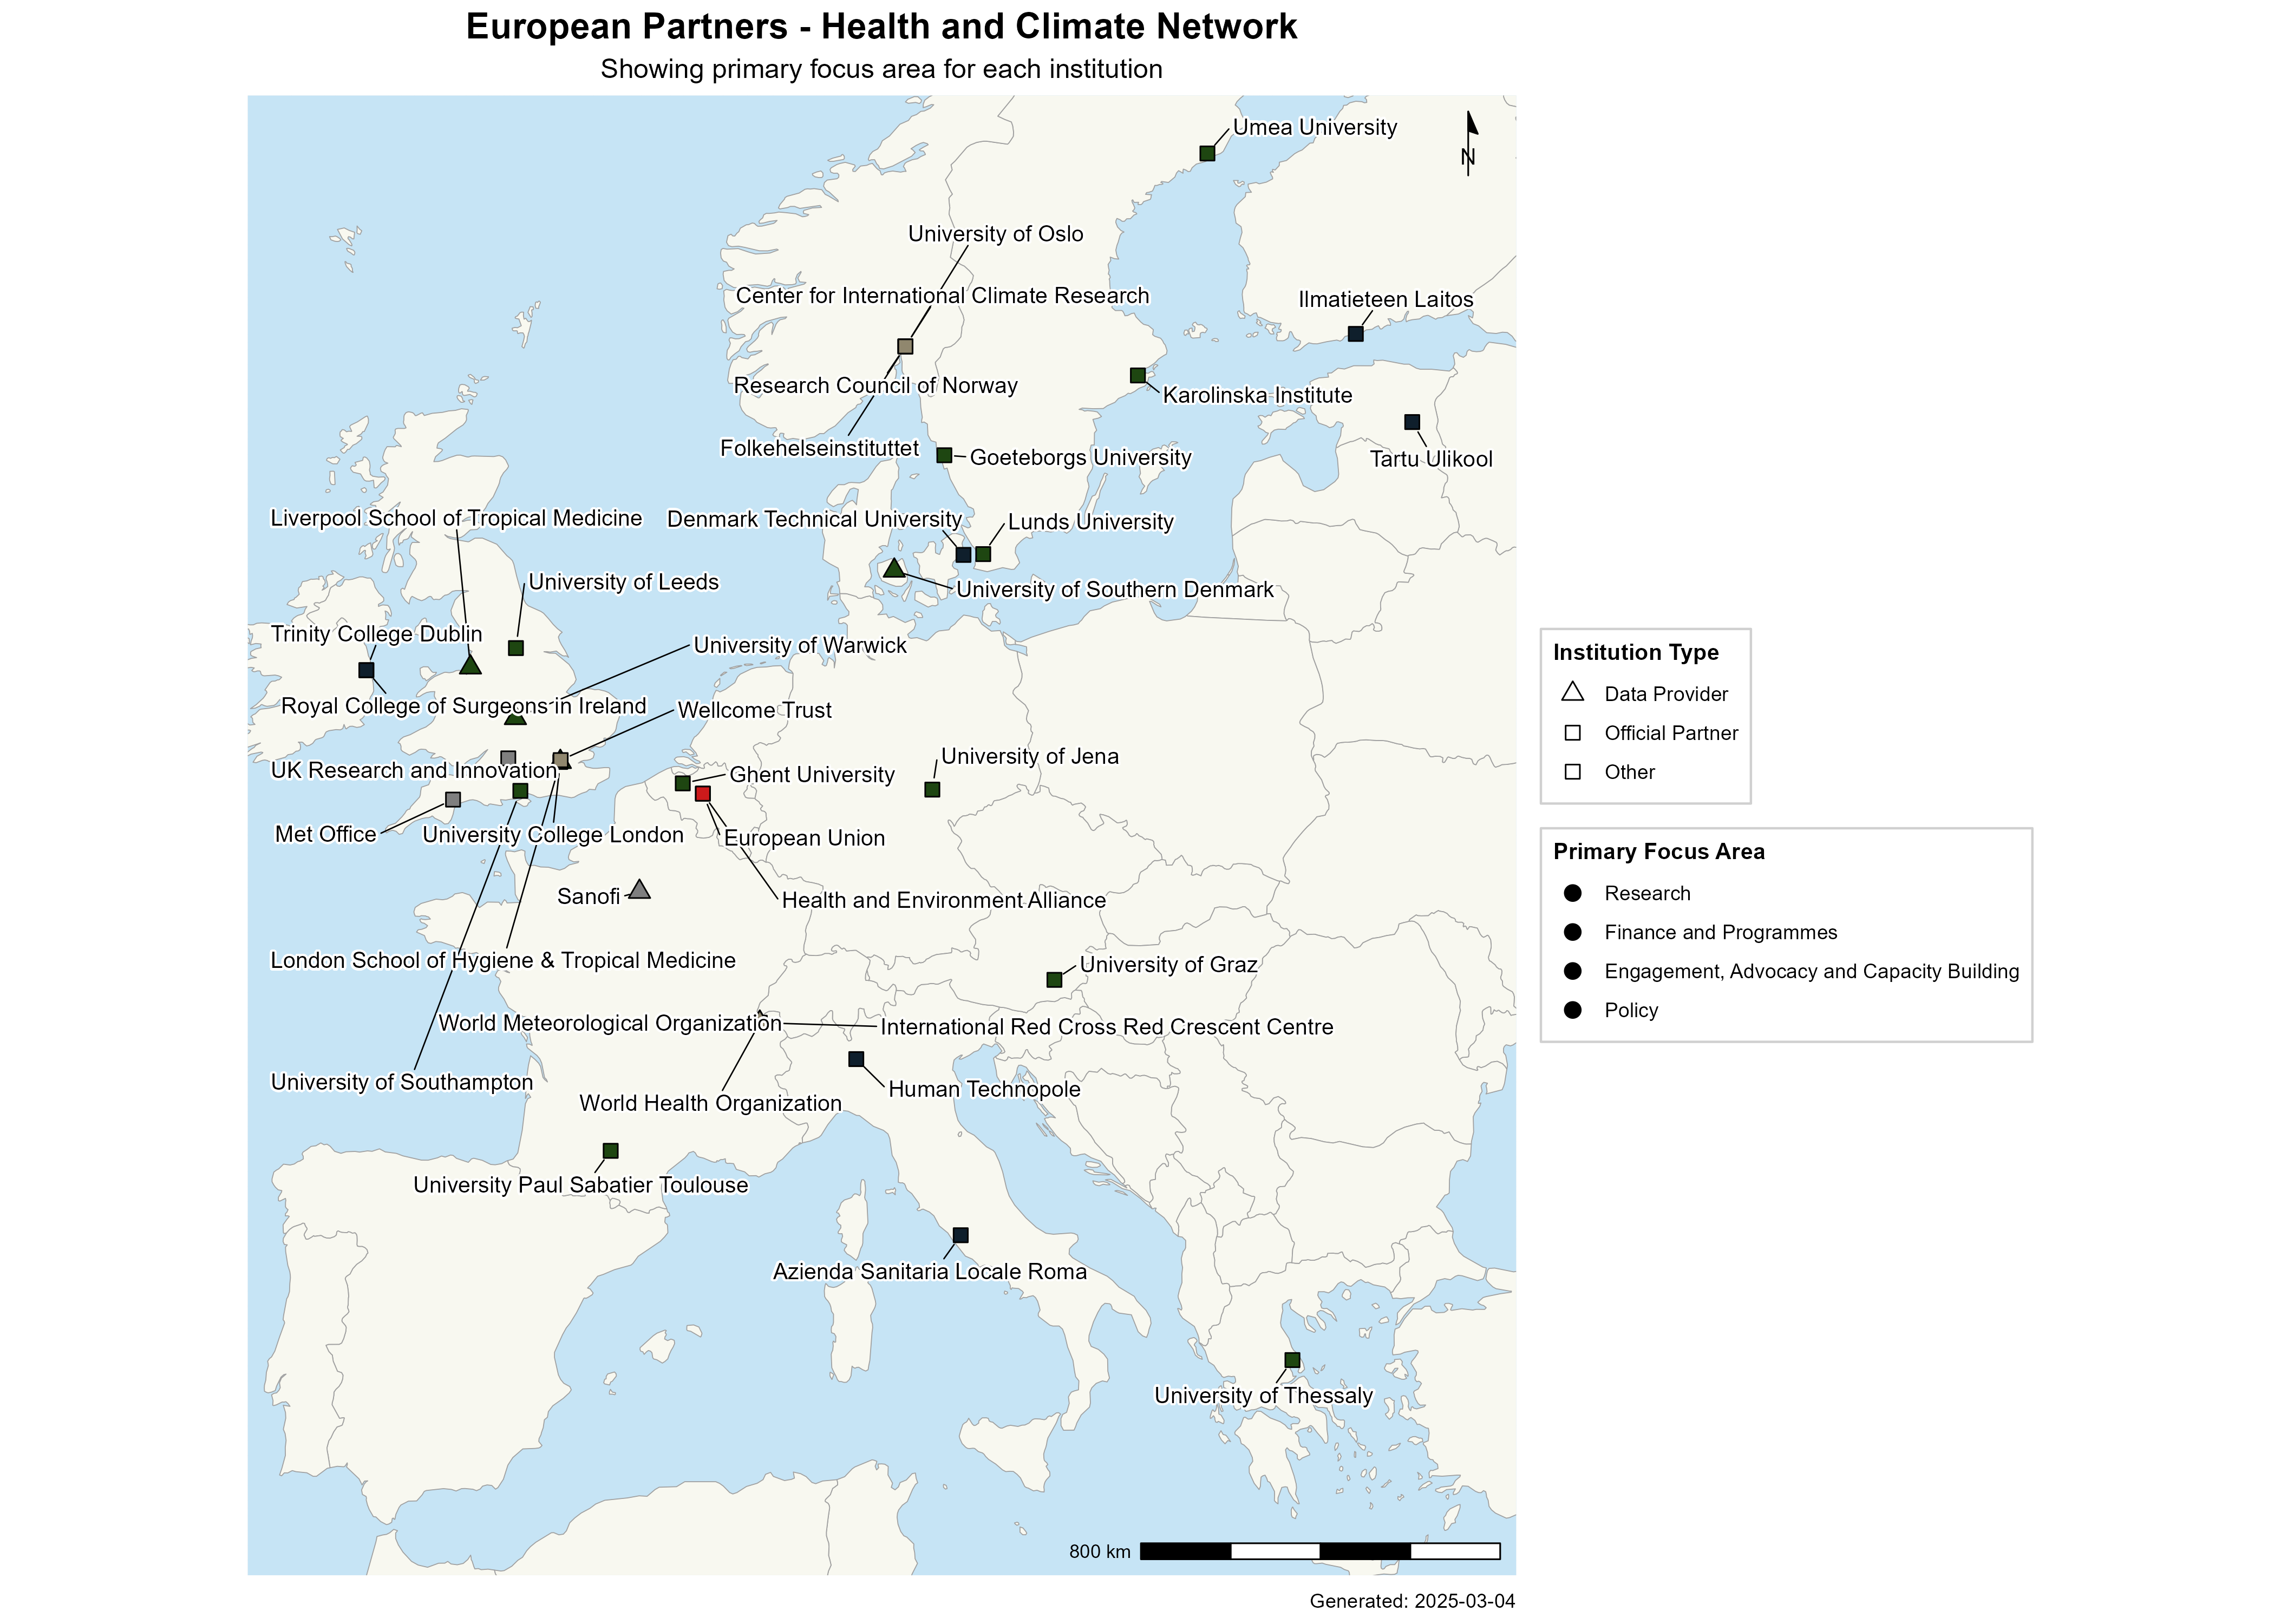 European Partners - Health and Climate Network
Showing primary focus area for each institution
Umea University
N
University of Oslo
Center for International Climate Research
Ilmatieteen Laitos
Research Council of Norway
Karolinska Institute
Folkehelseinstituttet
Goeteborgs University
Tartu Ulikool
Liverpool School of Tropical Medicine
Denmark Technical University
Lunds University
University of Leeds
University of Southern Denmark
Trinity College Dublin
University of Warwick
Royal College of Surgeons in Ireland
Wellcome Trust
UK Research and Innovation
Ghent University
University of Jena
Met Office
University College London
European Union
Sanofi
Health and Environment Alliance
London School of Hygiene & Tropical Medicine
University of Graz
World Meteorological Organization
International Red Cross Red Crescent Centre
University of Southampton
Human Technopole
World Health Organization
University Paul Sabatier Toulouse
Azienda Sanitaria Locale Roma
University of Thessaly
800 km
Generated: 2025-03-04
Institution Type
Data Provider
Official Partner
Other
Primary Focus Area
Research
Finance and Programmes
Engagement, Advocacy and Capacity Building
Policy